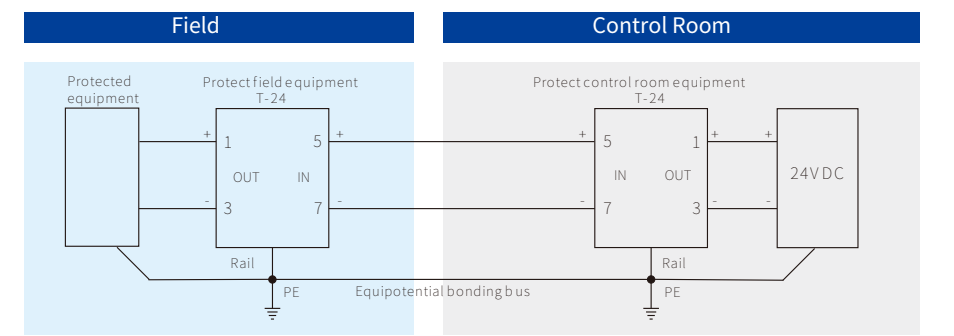 Field
Control Room
Protected
equipment
Protect field equipment
T-24
Protect control room equipment
T-24
+ 1 5 + + 5 1 + +
OUT IN IN OUT 24V DC
- 3 7 - - 7 3 - -
Rail Rail
PE Equipotential bonding bus PE